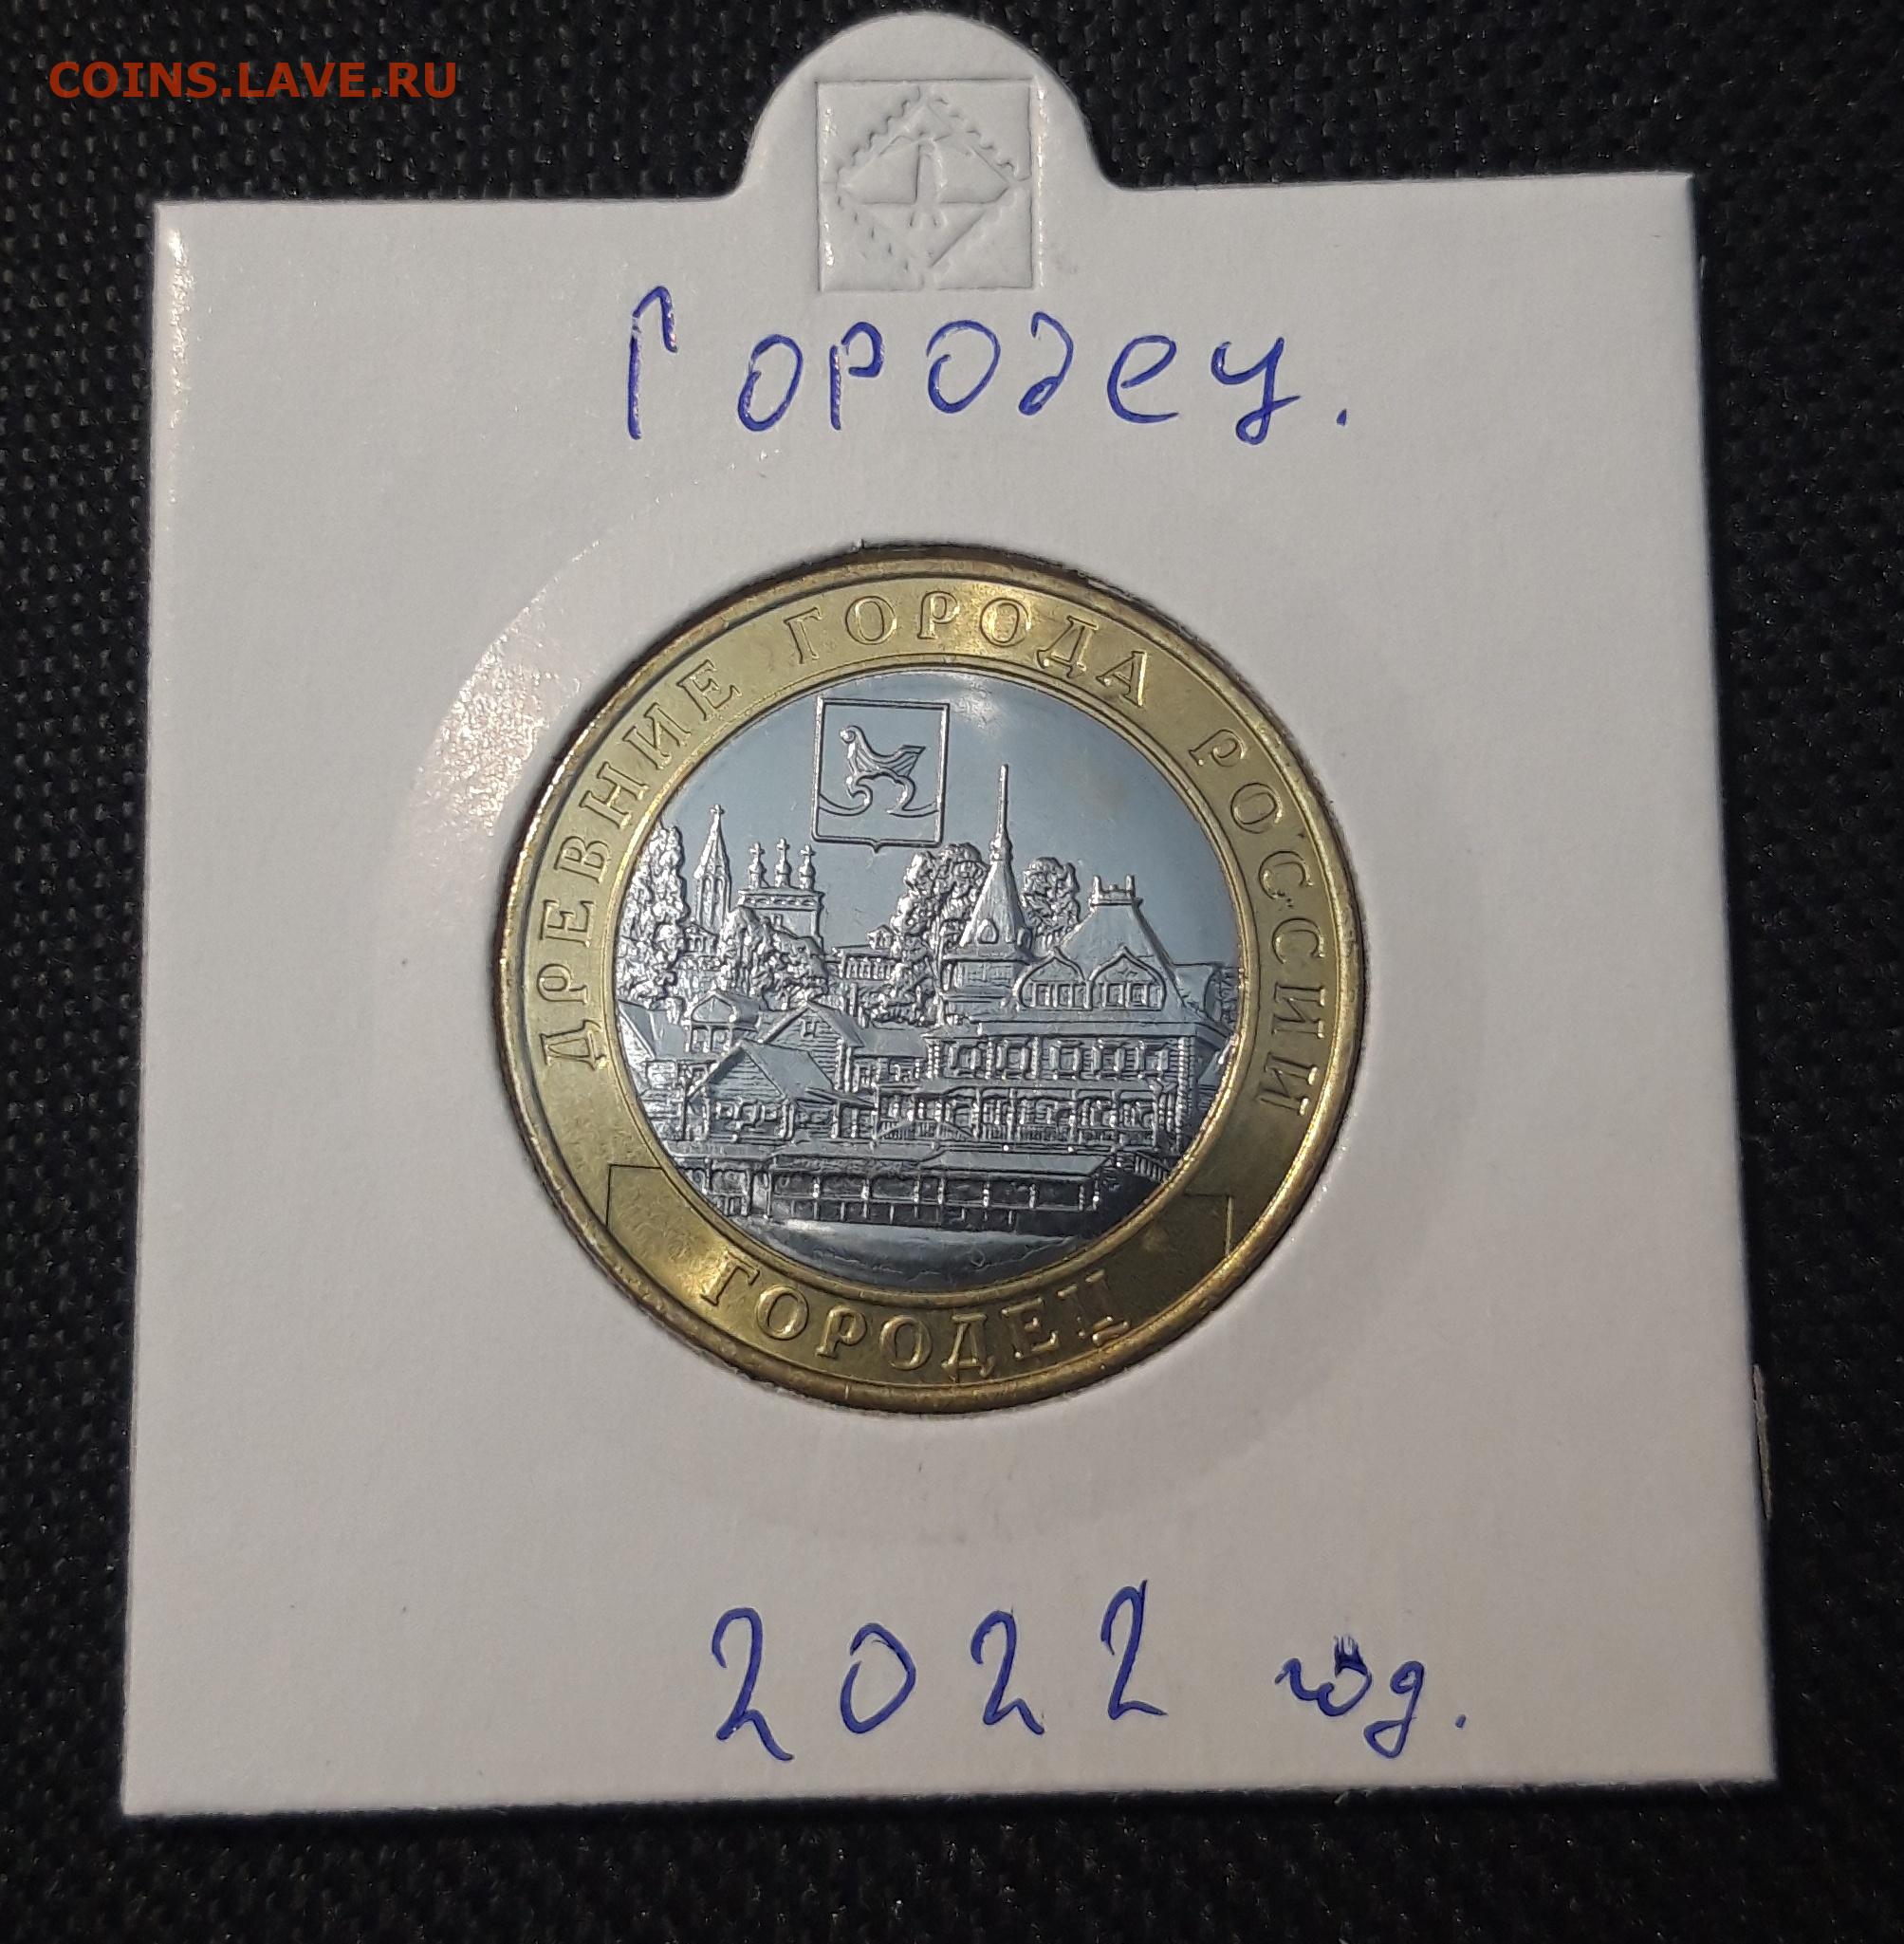 COINS.LAVE.RU
Городец.
ДРЕВНИЕ ГОРОДА РОССИИ
ГОРОДЕЦ
2022 год.